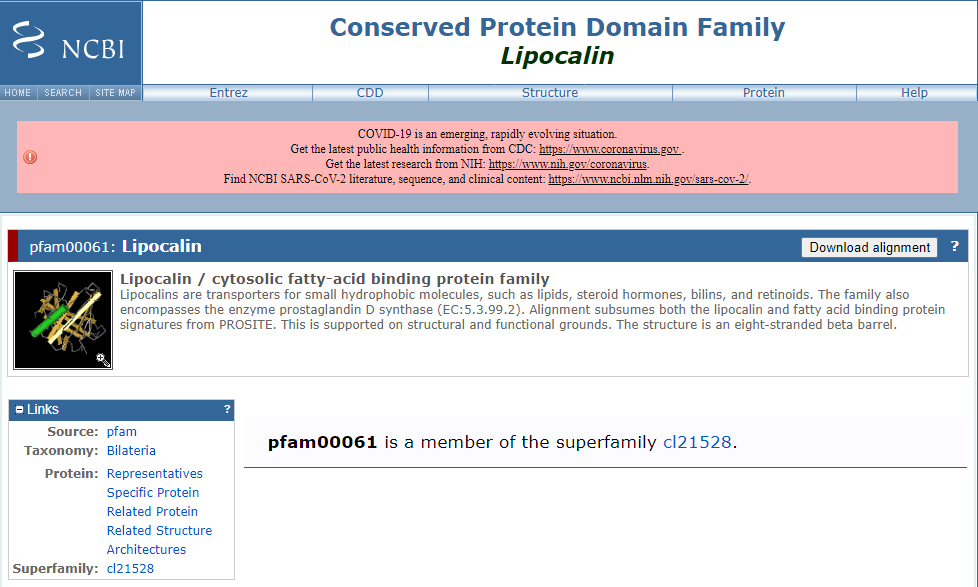 NCBI
Conserved Protein Domain Family
Lipocalin
HOME SEARCH SITE MAP Entrez CDD Structure Protein Help
COVID-19 is an emerging, rapidly evolving situation.
Get the latest public health information from CDC: https://www.coronavirus.gov .
Get the latest research from NIH: https://www.nih.gov/coronavirus.
Find NCBI SARS-CoV-2 literature, sequence, and clinical content: https://www.ncbi.nlm.nih.gov/sars-cov-2/.
pfam00061: Lipocalin Download alignment ?
Lipocalin / cytosolic fatty-acid binding protein family
Lipocalins are transporters for small hydrophobic molecules, such as lipids, steroid hormones, bilins, and retinoids. The family also
encompasses the enzyme prostaglandin D synthase (EC:5.3.99.2). Alignment subsumes both the lipocalin and fatty acid binding protein
signatures from PROSITE. This is supported on structural and functional grounds. The structure is an eight-stranded beta barrel.
Links ?
Source: pfam
Taxonomy: Bilateria
Protein: Representatives
Specific Protein
Related Protein
Related Structure
Architectures
Superfamily: cl21528
pfam00061 is a member of the superfamily cl21528.